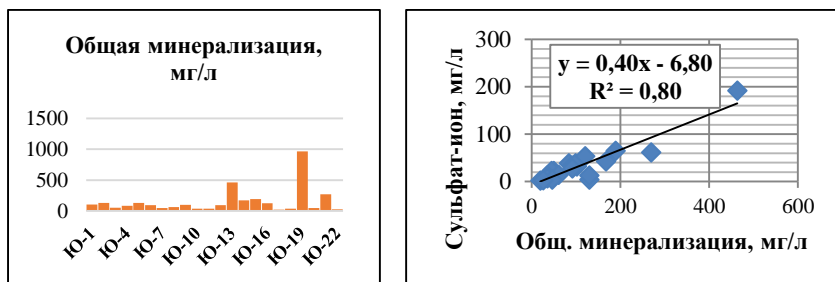 Общая минерализация,
мг/л
1500
1000
500
0
Ю-1
Ю-4
Ю-7
Ю-10
Ю-13
Ю-16
Ю-19
Ю-22
Сульфат-ион, мг/л
300
200
100
0
y = 0,40x - 6,80
R² = 0,80
0 200 400 600
Общ. минерализация, мг/л